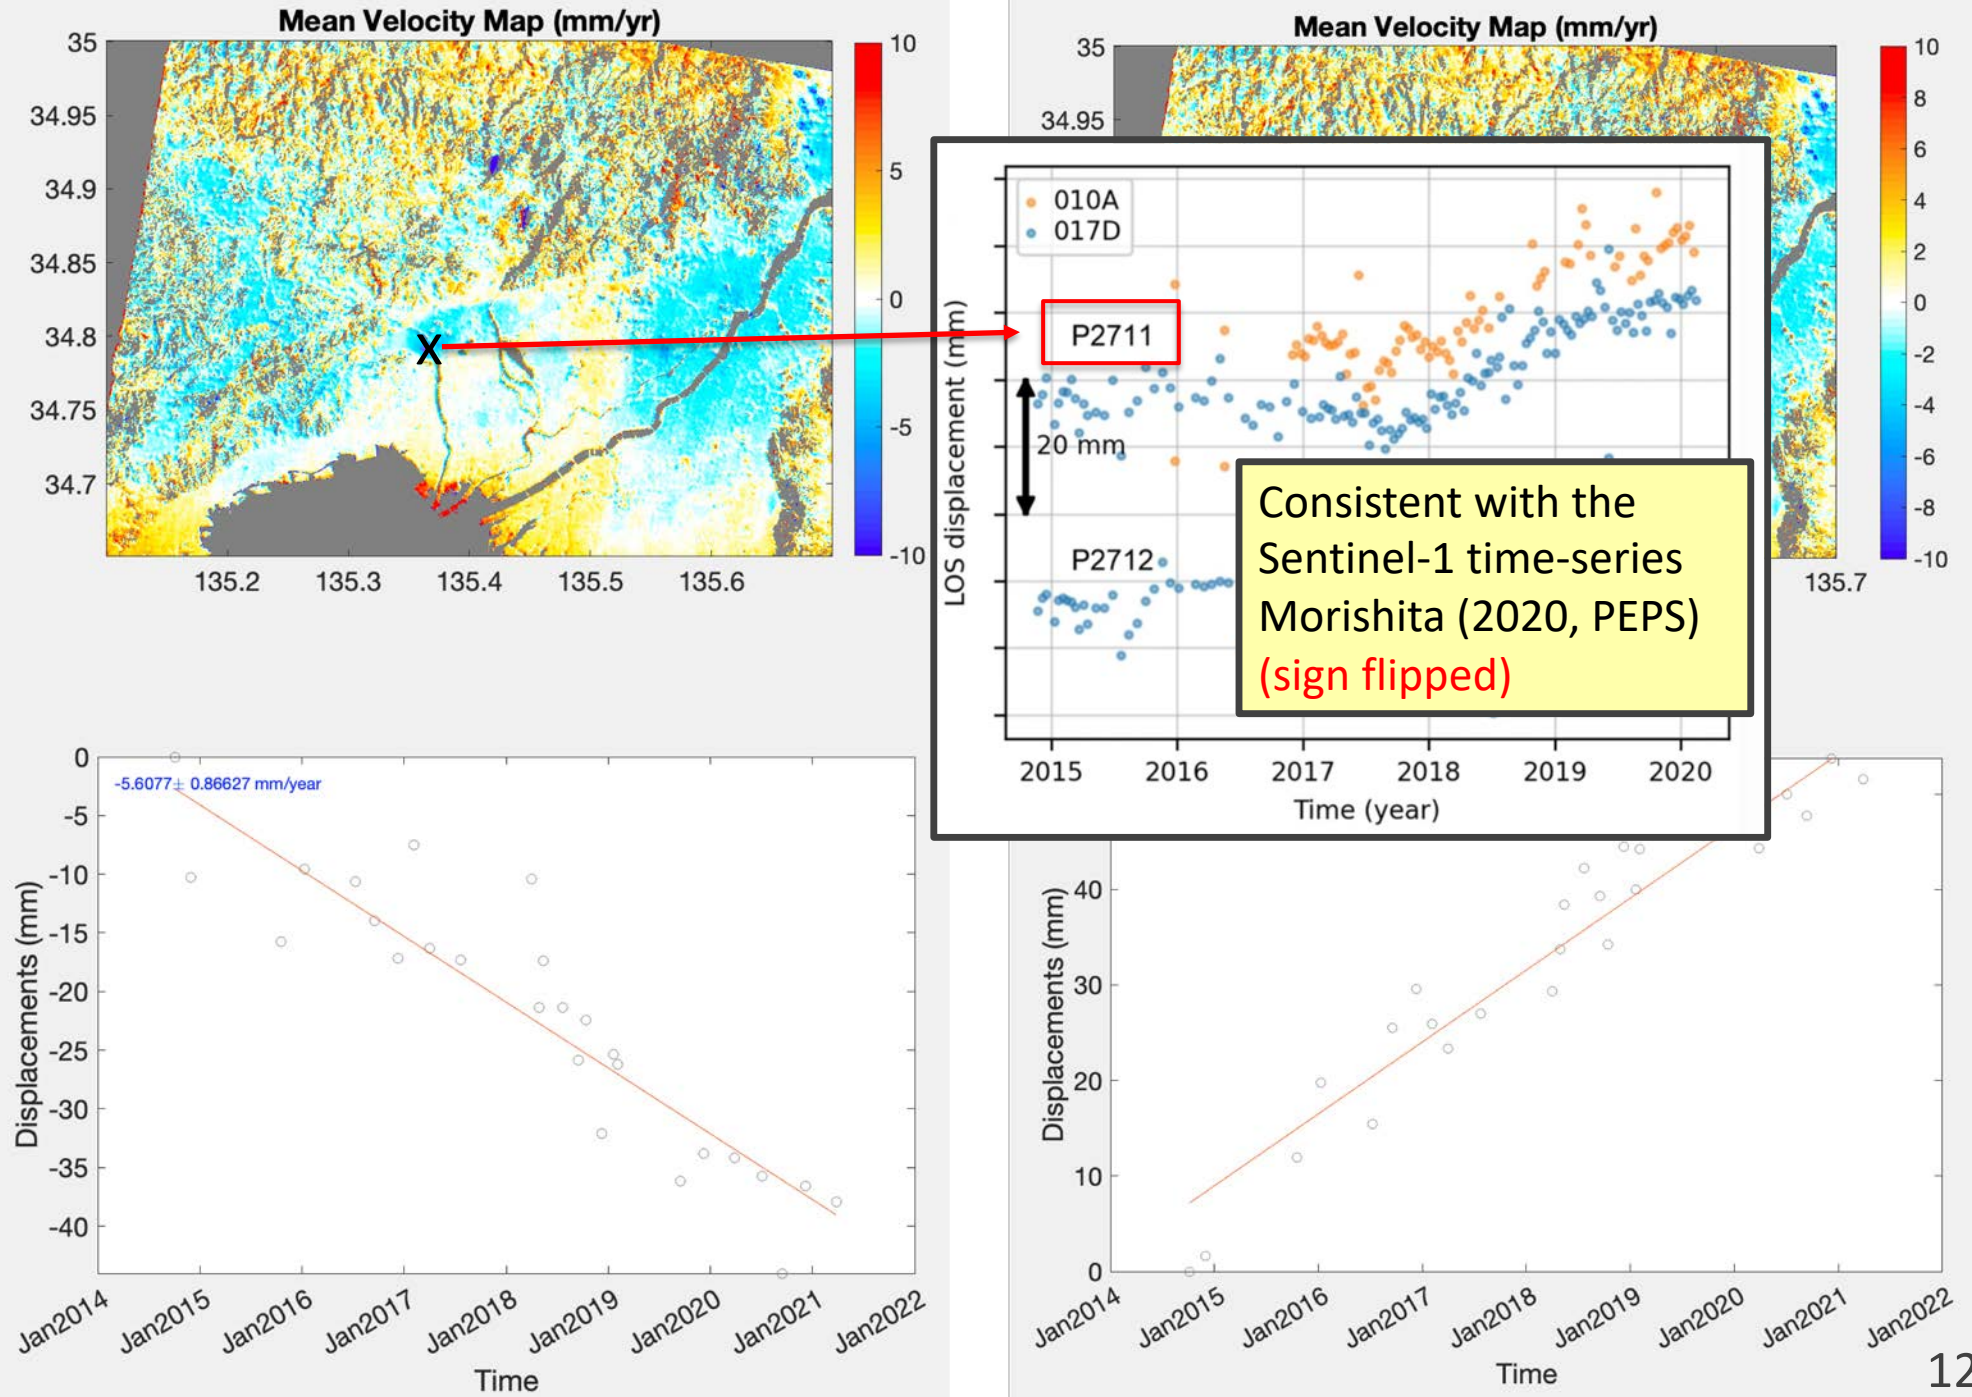 Mean Velocity Map (mm/yr)
35
34.95
34.9
34.85
34.8
34.75
34.7
135.2 135.3 135.4 135.5 135.6
10
5
0
-5
-10
X
Mean Velocity Map (mm/yr)
35
34.95
135.7
10
8
6
4
2
0
-2
-4
-6
-8
-10
010A
017D
P2711
20 mm
P2712
LOS displacement (mm)
2015 2016 2017 2018 2019 2020
Time (year)
Consistent with the
Sentinel-1 time-series
Morishita (2020, PEPS)
(sign flipped)
-5.6077± 0.86627 mm/year
0
-5
-10
-15
-20
-25
-30
-35
-40
Displacements (mm)
Jan2014 Jan2015 Jan2016 Jan2017 Jan2018 Jan2019 Jan2020 Jan2021 Jan2022
Time
40
30
20
10
0
Displacements (mm)
Jan2014 Jan2015 Jan2016 Jan2017 Jan2018 Jan2019 Jan2020 Jan2021 Jan2022
Time
12